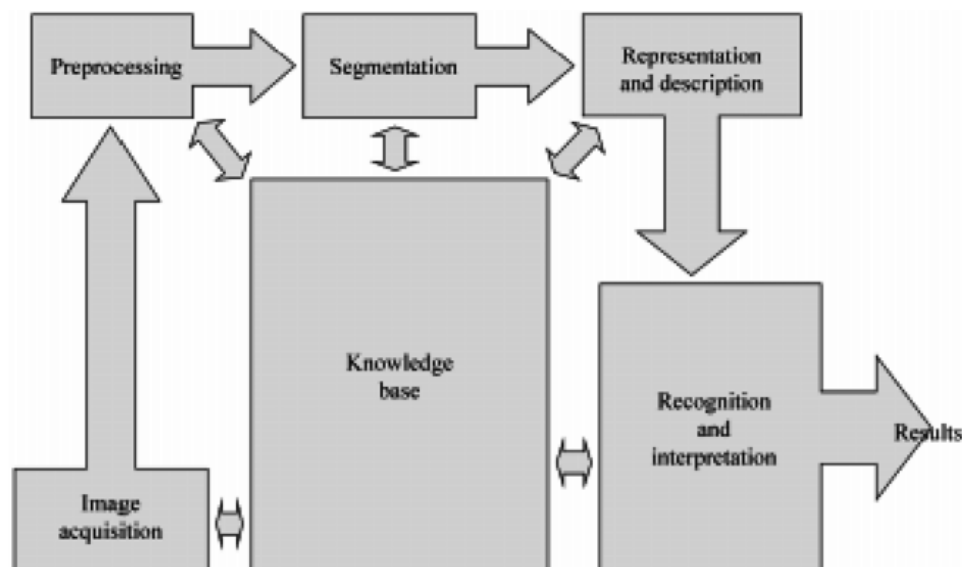 Preprocessing
Segmentation
Representation
and description
Knowledge
base
Recognition
and
interpretation
Results
Image
acquisition